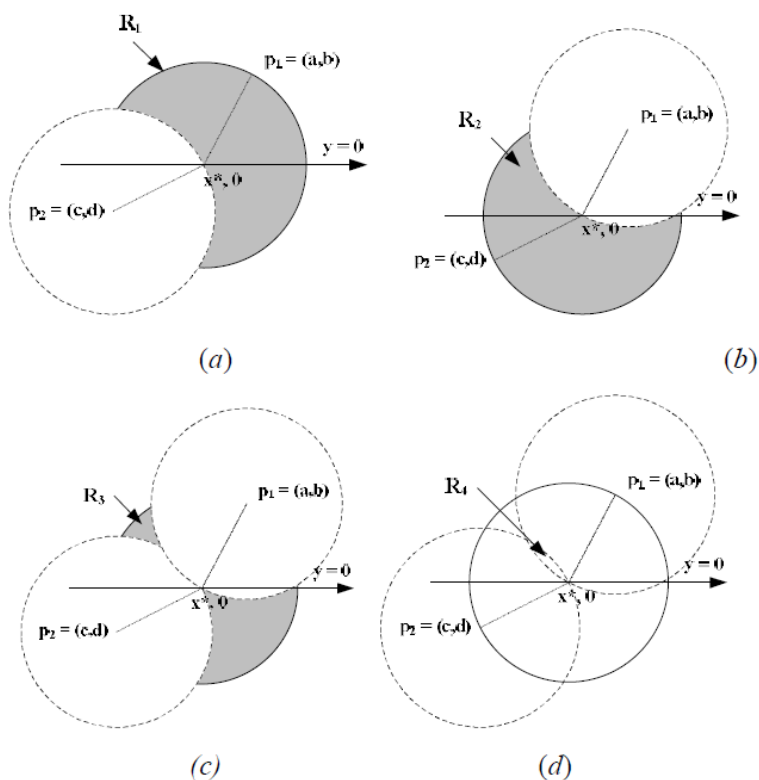 R₁
p₁ = (a,b)
y = 0
x*, 0
p₂ = (c,d)
(a)
R₂
p₁ = (a,b)
y = 0
x*, 0
p₂ = (c,d)
(b)
R₃
p₁ = (a,b)
y = 0
x*, 0
p₂ = (c,d)
(c)
R₄
p₁ = (a,b)
y = 0
x*, 0
p₂ = (c,d)
(d)